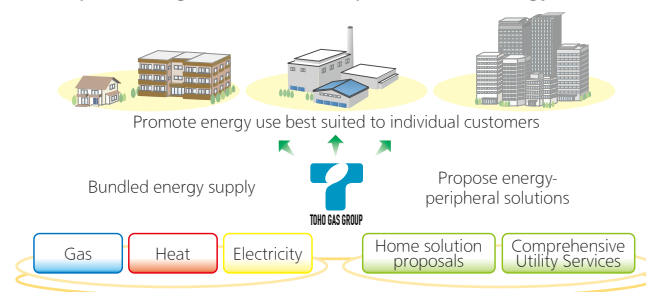 Promote energy use best suited to individual customers
Bundled energy supply
Propose energy-
peripheral solutions
TOHO GAS GROUP
Gas
Heat
Electricity
Home solution
proposals
Comprehensive
Utility Services